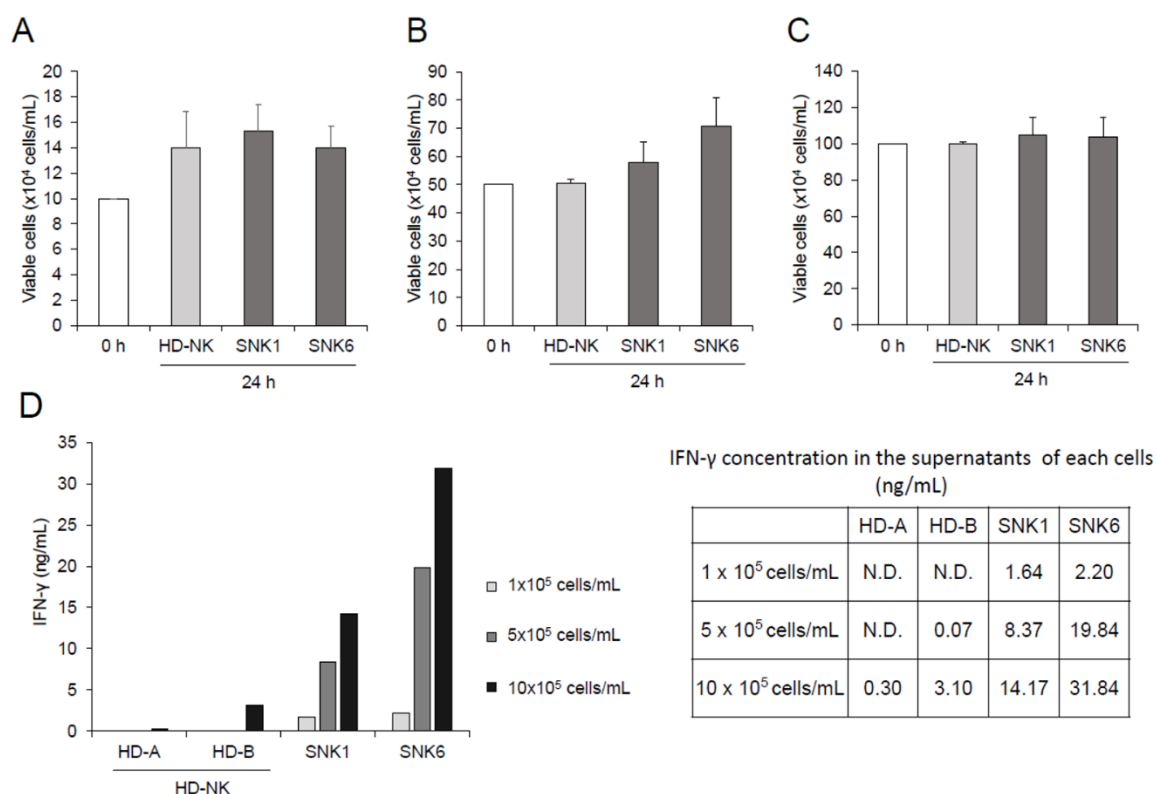 A
Viable cells (x10⁴ cells/mL)
20
18
16
14
12
10
8
6
4
2
0
0 h HD-NK SNK1 SNK6
24 h
B
Viable cells (x10⁴ cells/mL)
90
80
70
60
50
40
30
20
10
0
0 h HD-NK SNK1 SNK6
24 h
C
Viable cells (x10⁴ cells/mL)
140
120
100
80
60
40
20
0
0 h HD-NK SNK1 SNK6
24 h
D
IFN-γ (ng/mL)
35
30
25
20
15
10
5
0
HD-A HD-B SNK1 SNK6
HD-NK
1x10⁵ cells/mL
5x10⁵ cells/mL
10x10⁵ cells/mL
IFN-γ concentration in the supernatants of each cells
(ng/mL)
HD-A HD-B SNK1 SNK6
1 x 10⁵ cells/mL N.D. N.D. 1.64 2.20
5 x 10⁵ cells/mL N.D. 0.07 8.37 19.84
10 x 10⁵ cells/mL 0.30 3.10 14.17 31.84